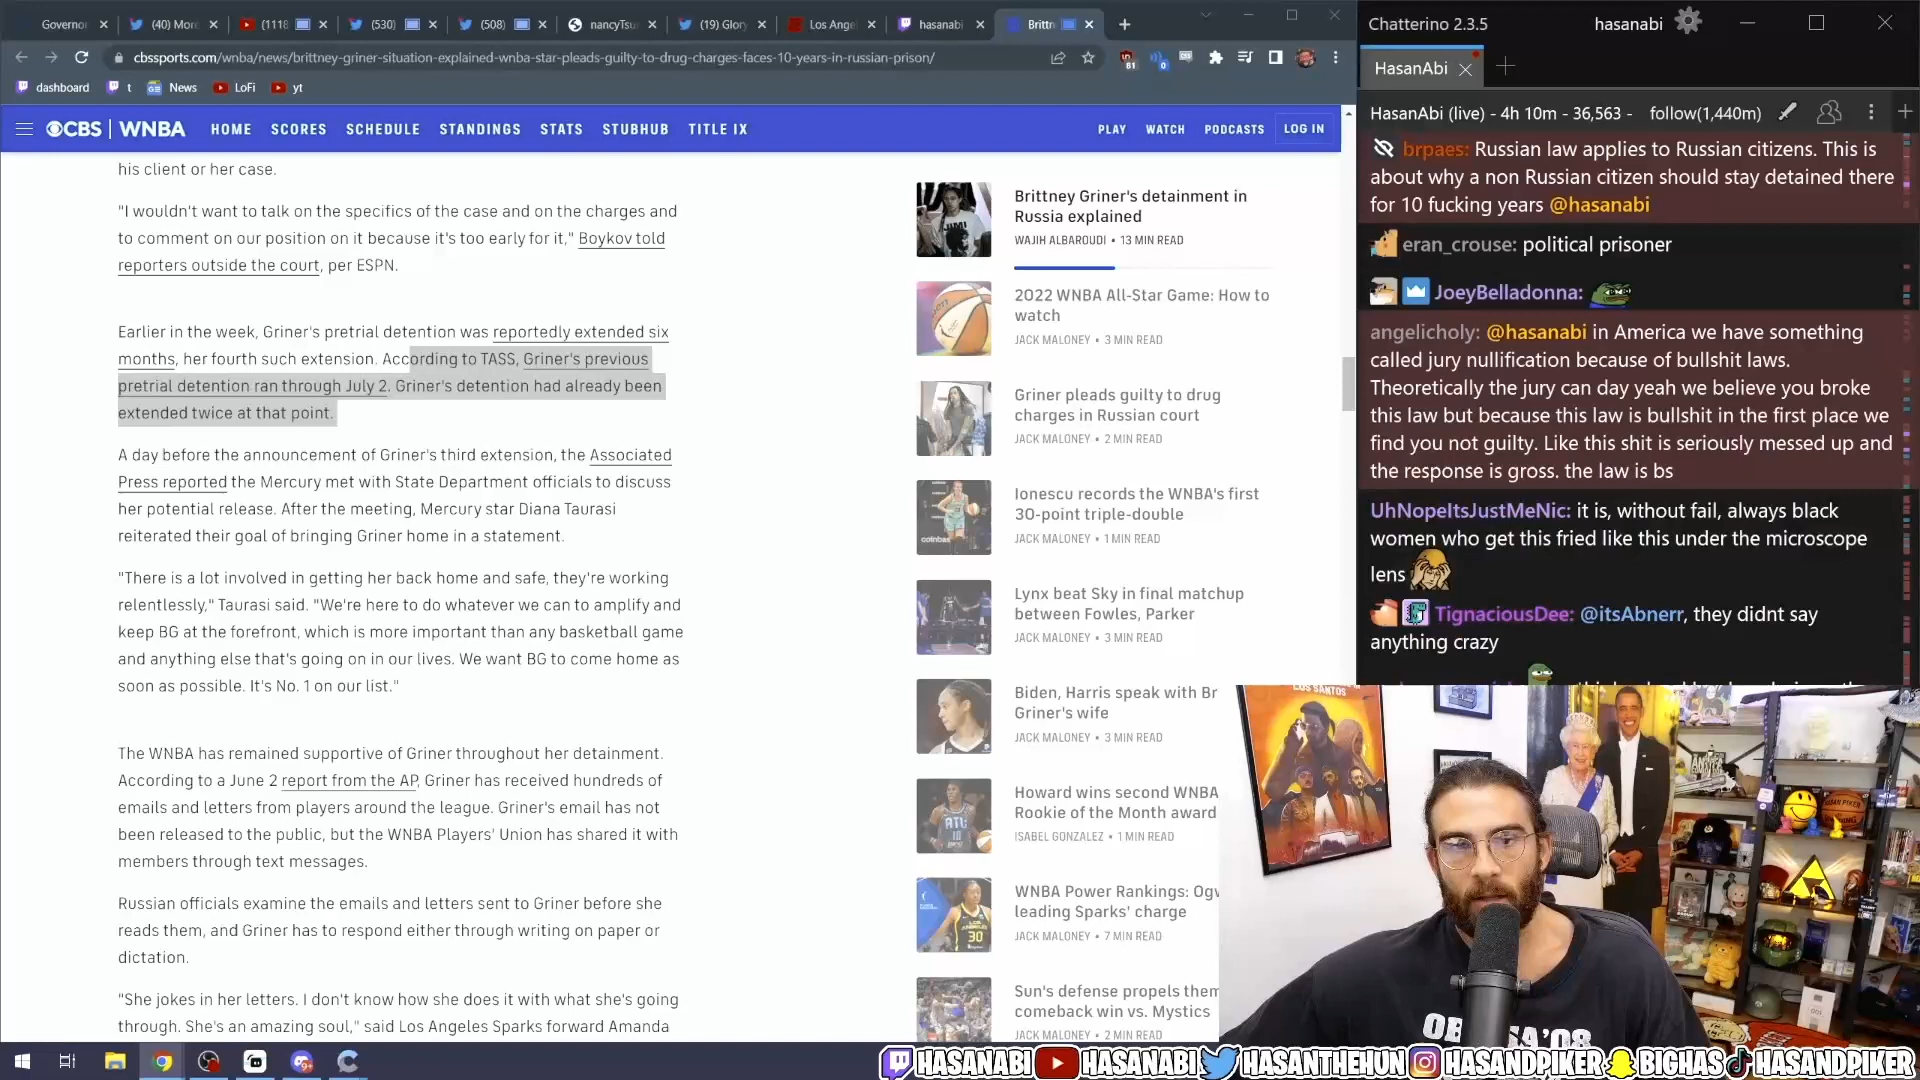 Governor
(40) Mor
(1118
(530)
(508)
nancyTsu
(19) Glory
Los Ange
hasanabi
Brittn
cbssports.com/wnba/news/brittney-griner-situation-explained-wnba-star-pleads-guilty-to-drug-charges-faces-10-years-in-russian-prison/
dashboard
t
News
LoFi
yt
CBS | WNBA
HOME
SCORES
SCHEDULE
STANDINGS
STATS
STUBHUB
TITLE IX
PLAY
WATCH
PODCASTS
LOG IN
his client or her case.
"I wouldn't want to talk on the specifics of the case and on the charges and
to comment on our position on it because it's too early for it," Boykov told
reporters outside the court, per ESPN.
Earlier in the week, Griner's pretrial detention was reportedly extended six
months, her fourth such extension. According to TASS, Griner's previous
pretrial detention ran through July 2. Griner's detention had already been
extended twice at that point.
A day before the announcement of Griner's third extension, the Associated
Press reported the Mercury met with State Department officials to discuss
her potential release. After the meeting, Mercury star Diana Taurasi
reiterated their goal of bringing Griner home in a statement.
"There is a lot involved in getting her back home and safe, they're working
relentlessly," Taurasi said. "We're here to do whatever we can to amplify and
keep BG at the forefront, which is more important than any basketball game
and anything else that's going on in our lives. We want BG to come home as
soon as possible. It's No. 1 on our list."
The WNBA has remained supportive of Griner throughout her detainment.
According to a June 2 report from the AP, Griner has received hundreds of
emails and letters from players around the league. Griner's email has not
been released to the public, but the WNBA Players' Union has shared it with
members through text messages.
Russian officials examine the emails and letters sent to Griner before she
reads them, and Griner has to respond either through writing on paper or
dictation.
"She jokes in her letters. I don't know how she does it with what she's going
through. She's an amazing soul," said Los Angeles Sparks forward Amanda
Brittney Griner's detainment in
Russia explained
WAJIH ALBAROUDI • 13 MIN READ
2022 WNBA All-Star Game: How to
watch
JACK MALONEY • 3 MIN READ
Griner pleads guilty to drug
charges in Russian court
JACK MALONEY • 2 MIN READ
Ionescu records the WNBA's first
30-point triple-double
JACK MALONEY • 1 MIN READ
Lynx beat Sky in final matchup
between Fowles, Parker
JACK MALONEY • 3 MIN READ
Biden, Harris speak with Br
Griner's wife
JACK MALONEY • 3 MIN READ
Howard wins second WNBA
Rookie of the Month award
ISABEL GONZALEZ • 1 MIN READ
WNBA Power Rankings: Ogw
leading Sparks' charge
JACK MALONEY • 7 MIN READ
Sun's defense propels them
comeback win vs. Mystics
JACK MALONEY • 2 MIN READ
Chatterino 2.3.5
hasanabi
HasanAbi
HasanAbi (live) - 4h 10m - 36,563 -
follow(1,440m)
brpaes: Russian law applies to Russian citizens. This is
about why a non Russian citizen should stay detained there
for 10 fucking years @hasanabi
eran_crouse: political prisoner
JoeyBelladonna:
angelicholy: @hasanabi in America we have something
called jury nullification because of bullshit laws.
Theoretically the jury can day yeah we believe you broke
this law but because this law is bullshit in the first place we
find you not guilty. Like this shit is seriously messed up and
the response is gross. the law is bs
UhNopeItsJustMeNic: it is, without fail, always black
women who get this fried like this under the microscope
lens
TignaciousDee: @itsAbnerr, they didnt say
anything crazy
LOS SANTOS
HASANABI
HASANABI
HASANTHEHUN
HASANDPIKER
BIGHAS
HASANDPIKER